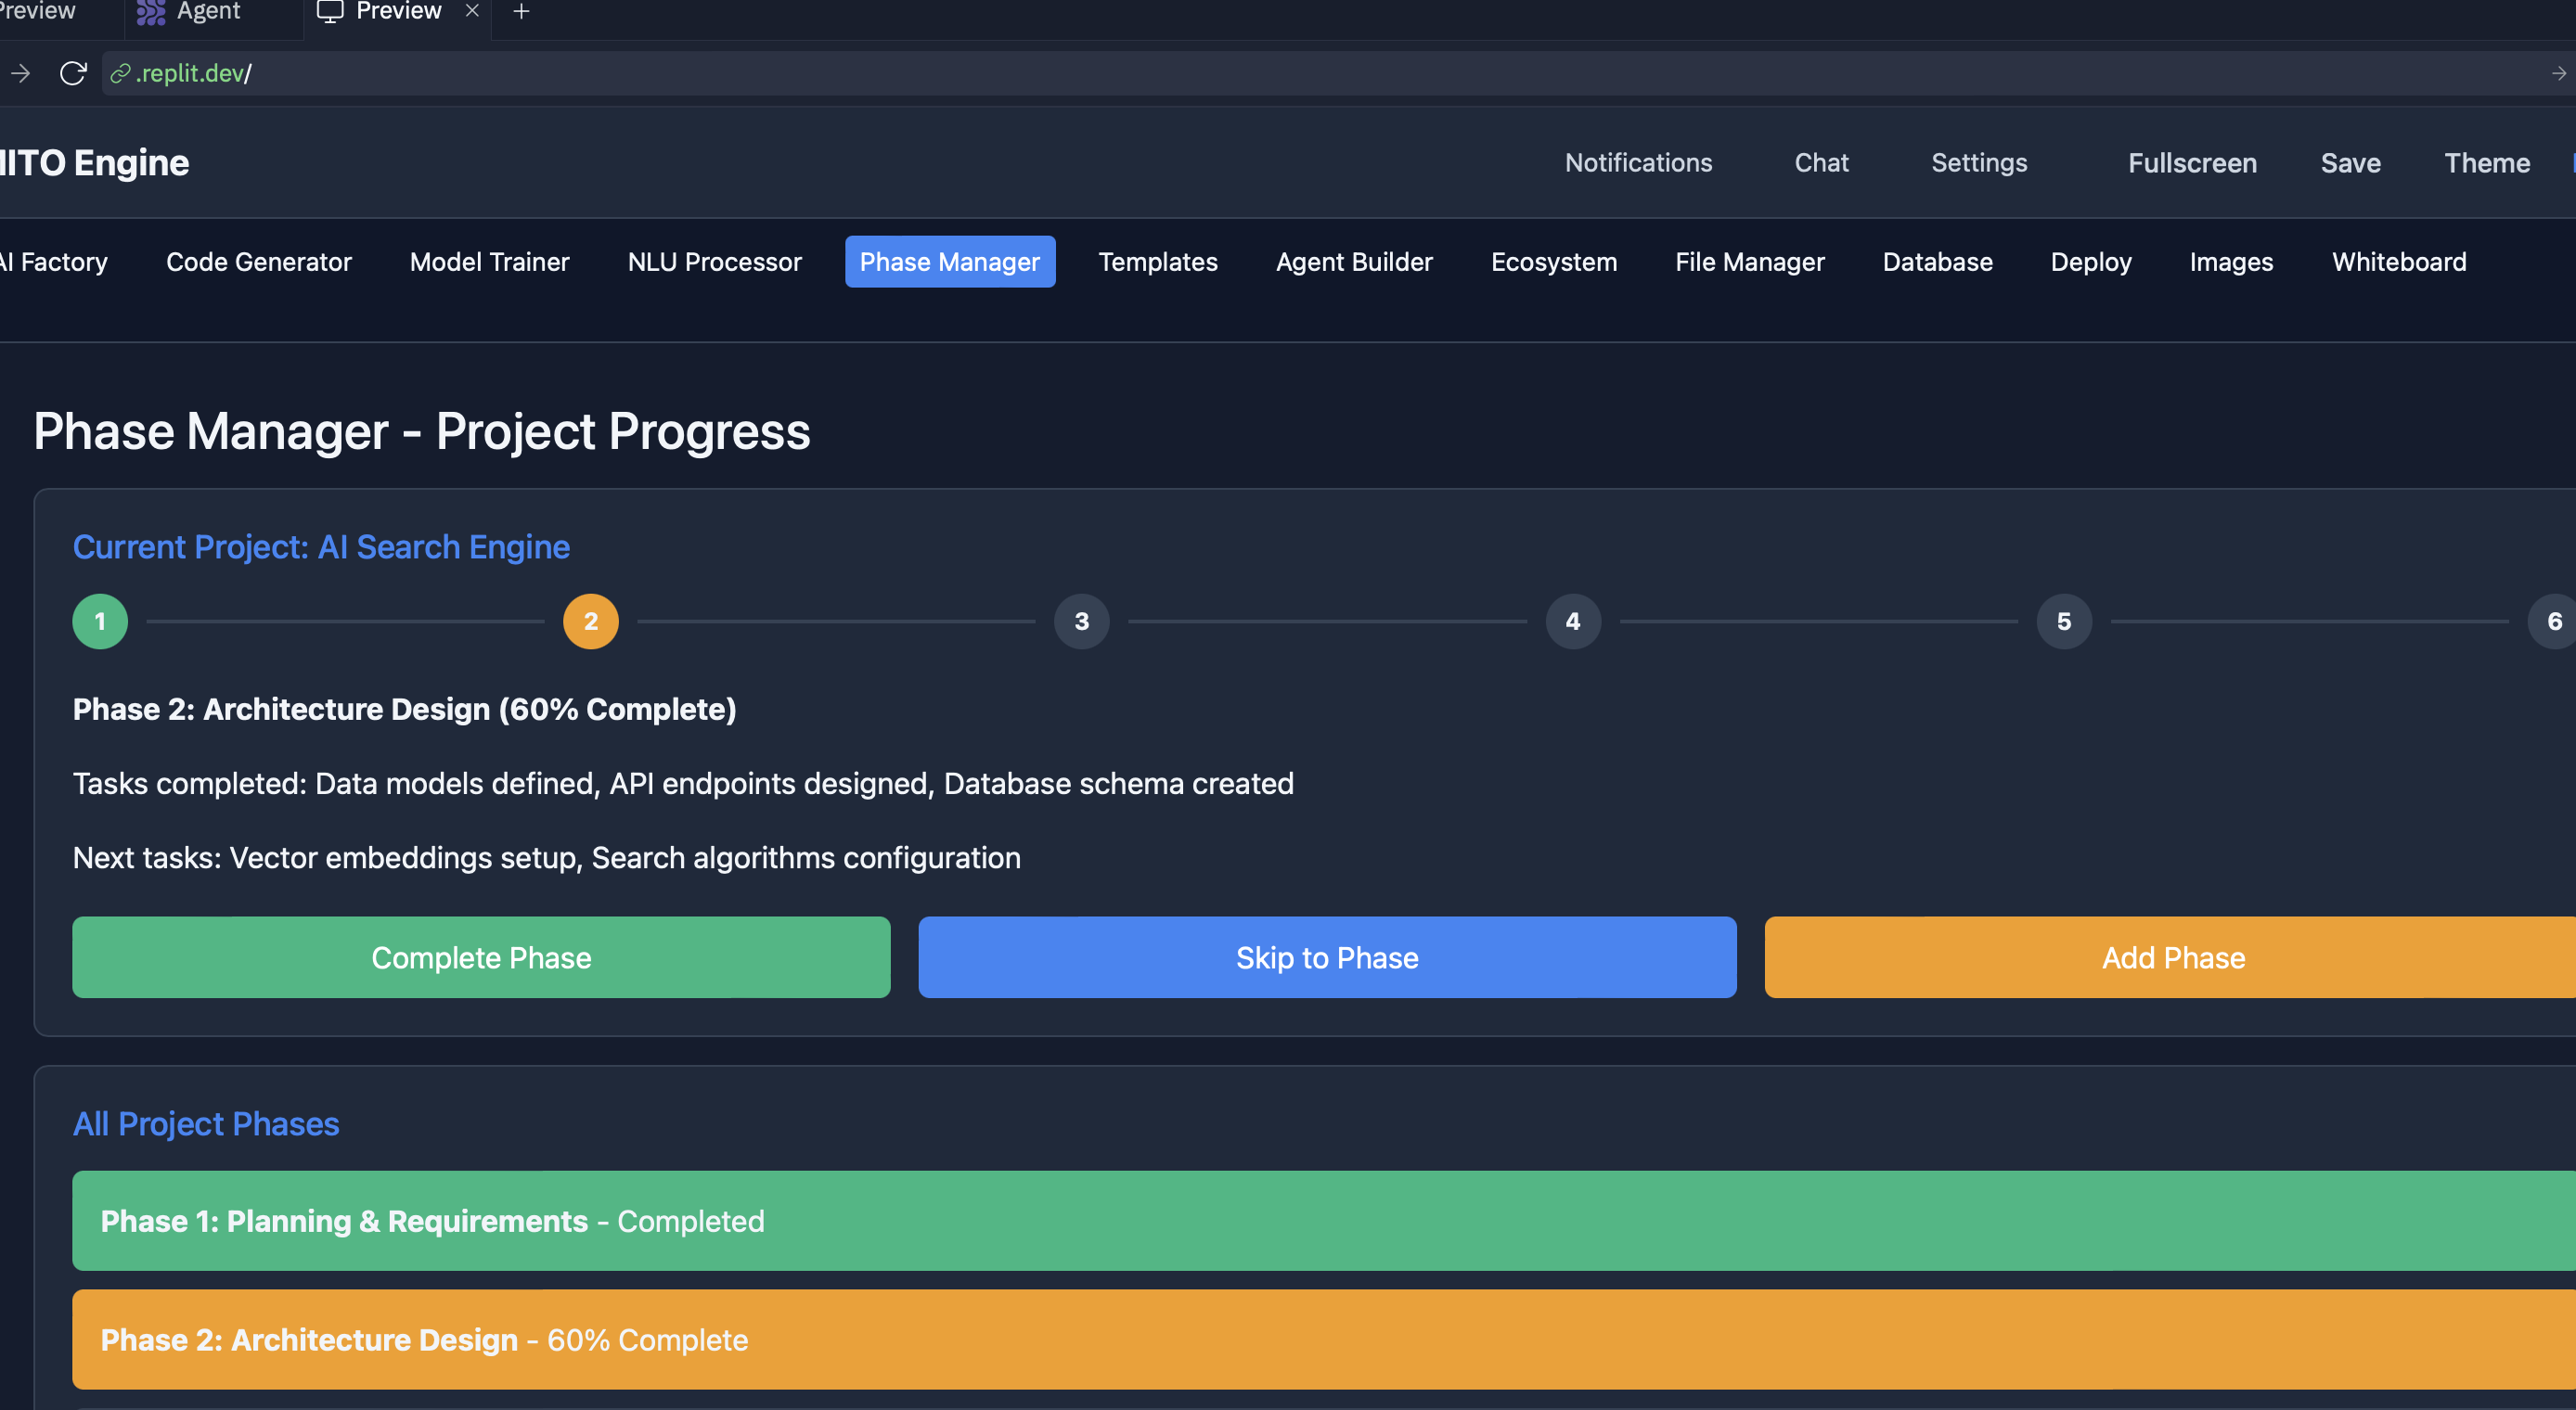 Preview Agent Preview × +
.replit.dev/
MITO Engine Notifications Chat Settings Fullscreen Save Theme
AI Factory Code Generator Model Trainer NLU Processor Phase Manager Templates Agent Builder Ecosystem File Manager Database Deploy Images Whiteboard
Phase Manager - Project Progress
Current Project: AI Search Engine
1 2 3 4 5 6
Phase 2: Architecture Design (60% Complete)
Tasks completed: Data models defined, API endpoints designed, Database schema created
Next tasks: Vector embeddings setup, Search algorithms configuration
Complete Phase Skip to Phase Add Phase
All Project Phases
Phase 1: Planning & Requirements - Completed
Phase 2: Architecture Design - 60% Complete